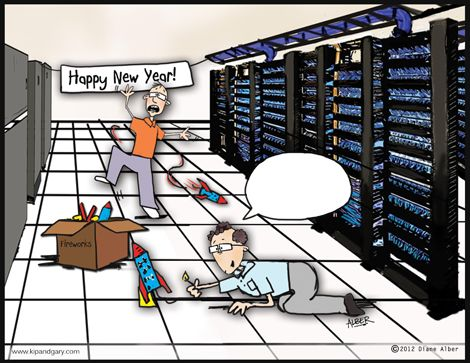 Happy New Year!
Fireworks
ALBER
www.kipandgary.com
©2012 Diane Alber